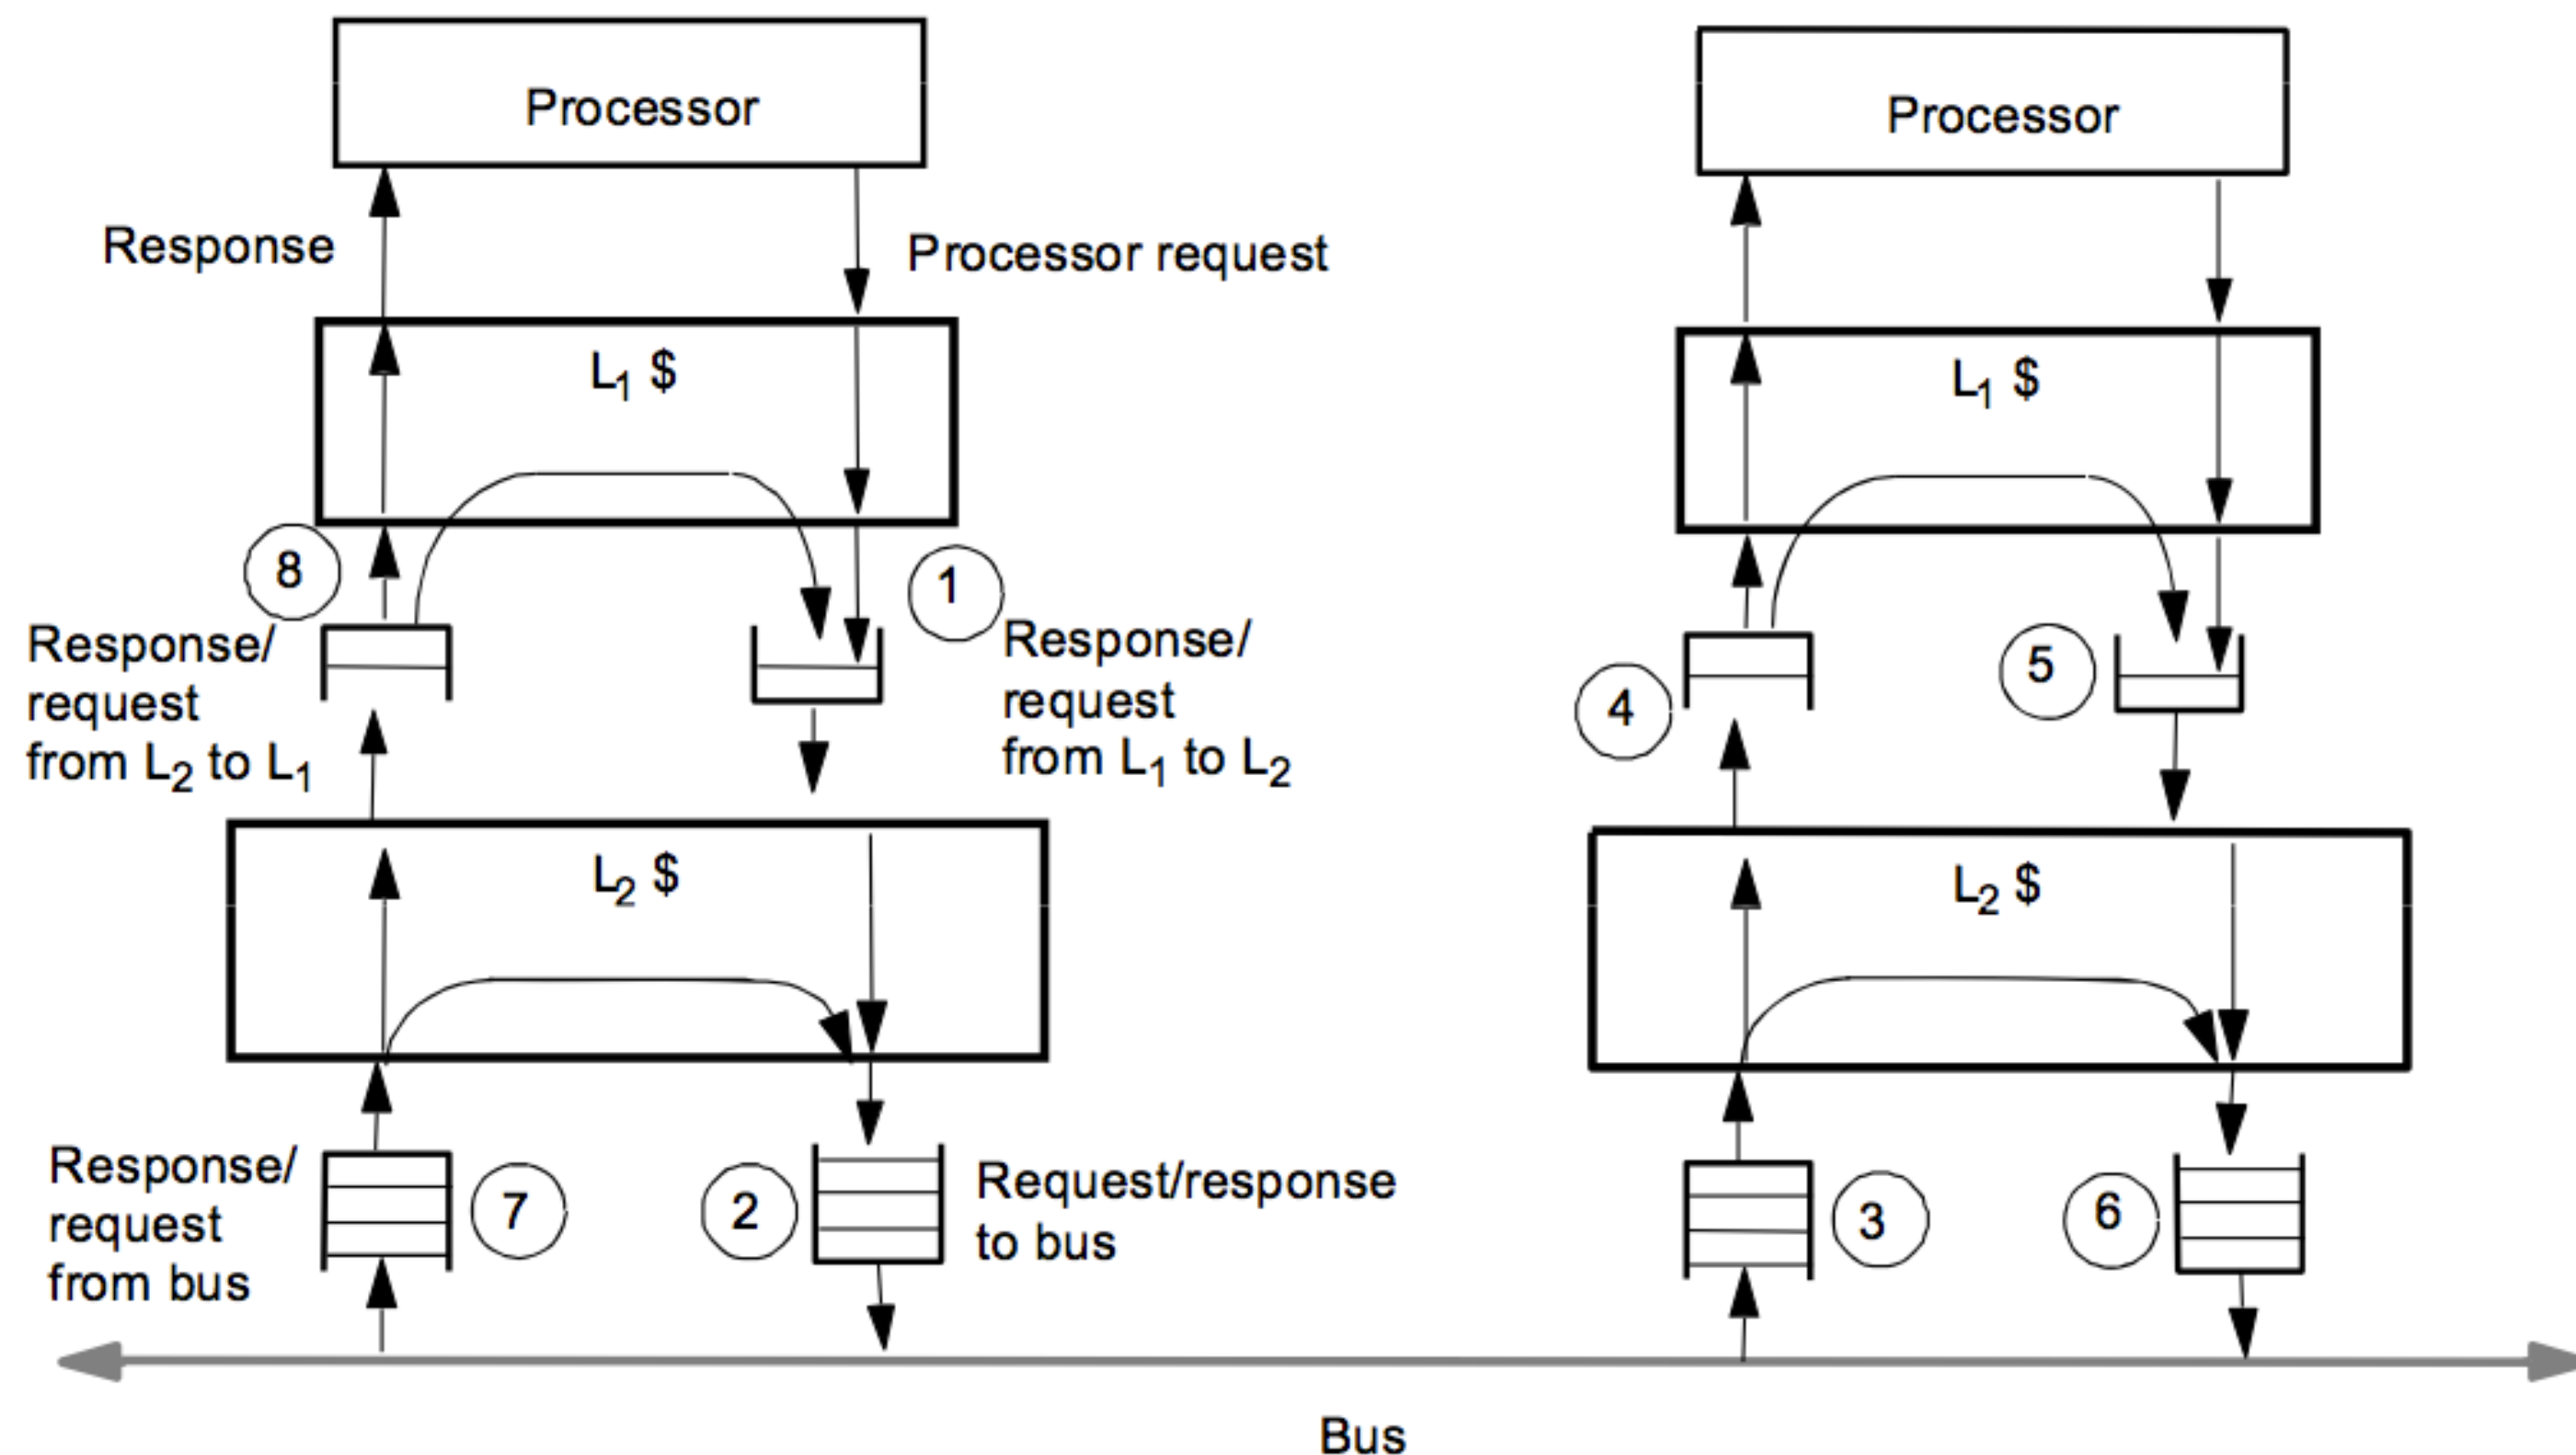 Processor
Processor
Response
Processor request
L1 $
L1 $
8
1
Response/
request
from L2 to L1
Response/
request
from L1 to L2
4
5
L2 $
L2 $
Response/
request
from bus
7
2
Request/response
to bus
3
6
Bus